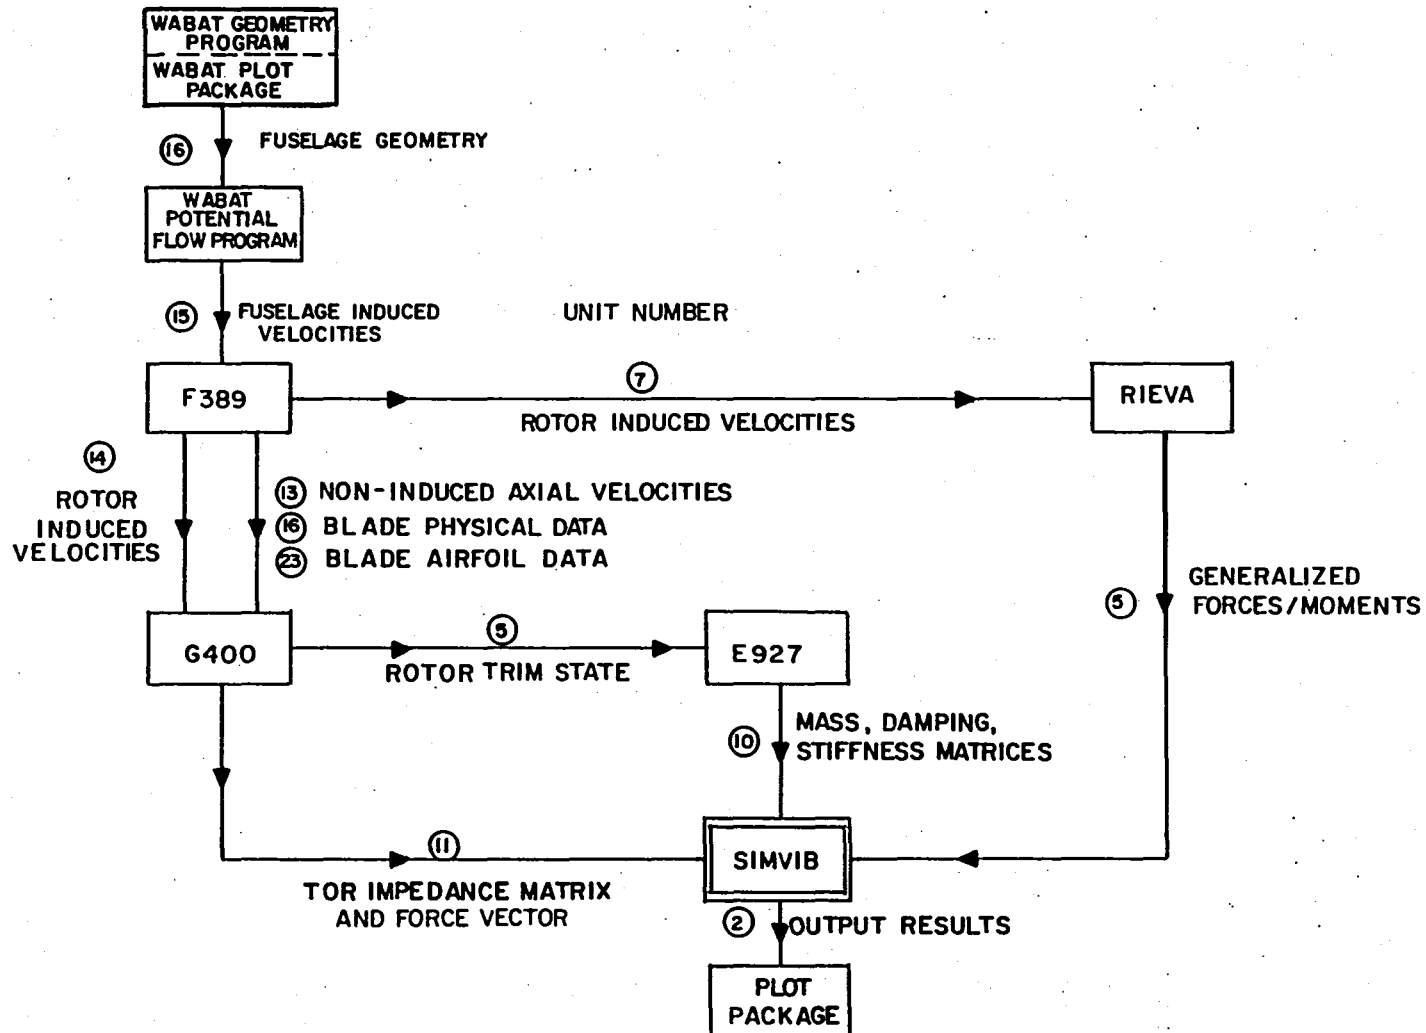 WABAT GEOMETRY
PROGRAM
WABAT PLOT
PACKAGE
16
FUSELAGE GEOMETRY
WABAT
POTENTIAL
FLOW PROGRAM
15
FUSELAGE INDUCED
VELOCITIES
UNIT NUMBER
F389
7
ROTOR INDUCED VELOCITIES
RIEVA
14
ROTOR
INDUCED
VELOCITIES
13 NON-INDUCED AXIAL VELOCITIES
16 BLADE PHYSICAL DATA
23 BLADE AIRFOIL DATA
5
GENERALIZED
FORCES/MOMENTS
G400
5
ROTOR TRIM STATE
E927
10
MASS, DAMPING,
STIFFNESS MATRICES
11
TOR IMPEDANCE MATRIX
AND FORCE VECTOR
SIMVIB
2
OUTPUT RESULTS
PLOT
PACKAGE